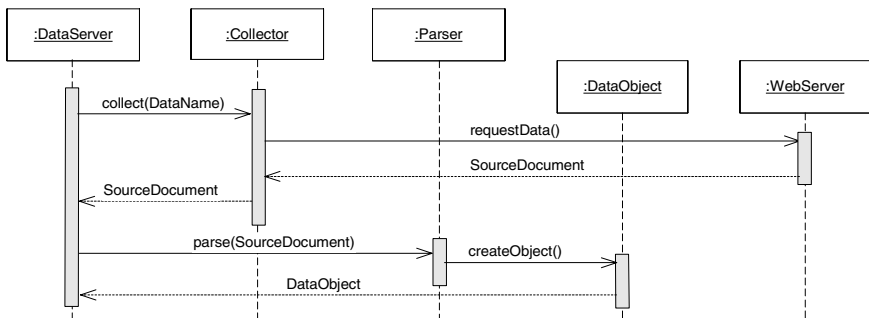 :DataServer
:Collector
:Parser
:DataObject
:WebServer
collect(DataName)
requestData()
SourceDocument
SourceDocument
parse(SourceDocument)
createObject()
DataObject